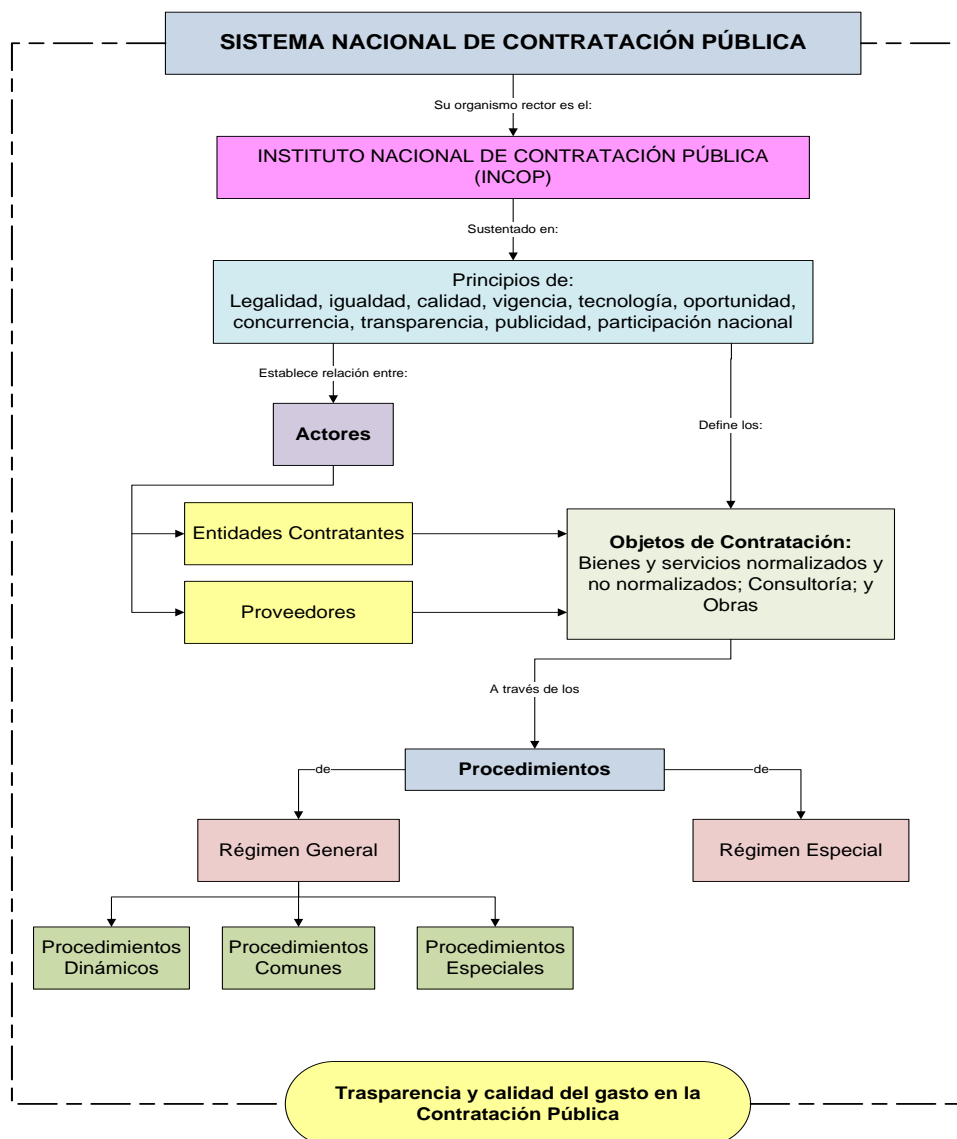 SISTEMA NACIONAL DE CONTRATACIÓN PÚBLICA
Su organismo rector es el:
INSTITUTO NACIONAL DE CONTRATACIÓN PÚBLICA
(INCOP)
Sustentado en:
Principios de:
Legalidad, igualdad, calidad, vigencia, tecnología, oportunidad,
concurrencia, transparencia, publicidad, participación nacional
Establece relación entre:
Actores
Define los:
Entidades Contratantes
Proveedores
Objetos de Contratación:
Bienes y servicios normalizados y
no normalizados; Consultoría; y
Obras
A través de los
Procedimientos
de
de
Régimen General
Régimen Especial
Procedimientos
Dinámicos
Procedimientos
Comunes
Procedimientos
Especiales
Trasparencia y calidad del gasto en la
Contratación Pública